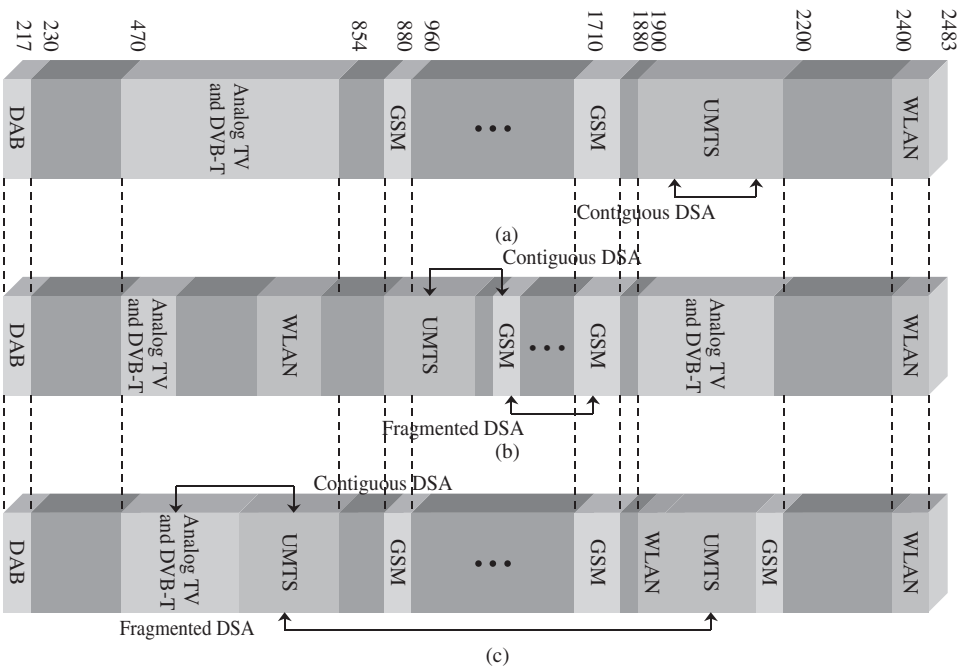 217
230
470
854
880
960
1710
1880
1900
2200
2400
2483
DAB
Analog TV
and DVB-T
GSM
GSM
UMTS
WLAN
Contiguous DSA
(a)
Contiguous DSA
DAB
Analog TV
and DVB-T
WLAN
UMTS
GSM
GSM
Analog TV
and DVB-T
WLAN
Fragmented DSA
(b)
Contiguous DSA
DAB
Analog TV
and DVB-T
UMTS
GSM
GSM
WLAN
UMTS
GSM
WLAN
Fragmented DSA
(c)